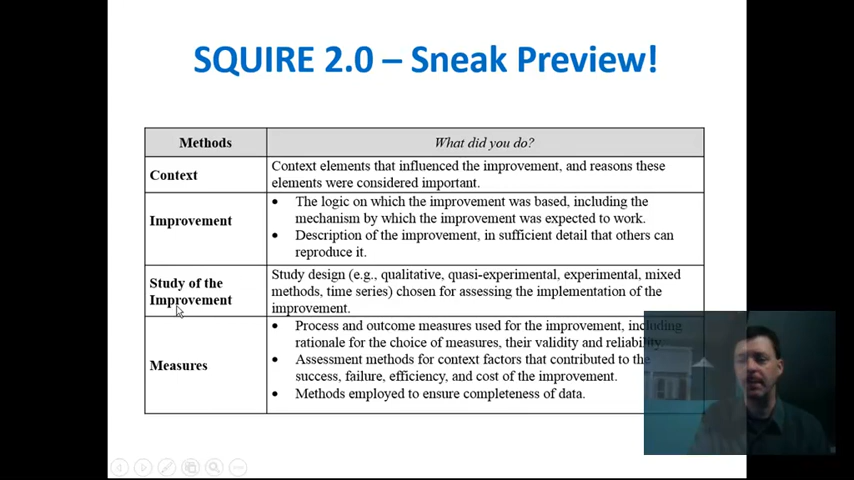 SQUIRE 2.0 – Sneak Preview!
Methods
What did you do?
Context
Context elements that influenced the improvement, and reasons these
elements were considered important.
Improvement
• The logic on which the improvement was based, including the
mechanism by which the improvement was expected to work.
• Description of the improvement, in sufficient detail that others can
reproduce it.
Study of the
Improvement
Study design (e.g., qualitative, quasi-experimental, experimental, mixed
methods, time series) chosen for assessing the implementation of the
improvement.
Measures
• Process and outcome measures used for the improvement, including
rationale for the choice of measures, their validity and reliability.
• Assessment methods for context factors that contributed to the
success, failure, efficiency, and cost of the improvement.
• Methods employed to ensure completeness of data.